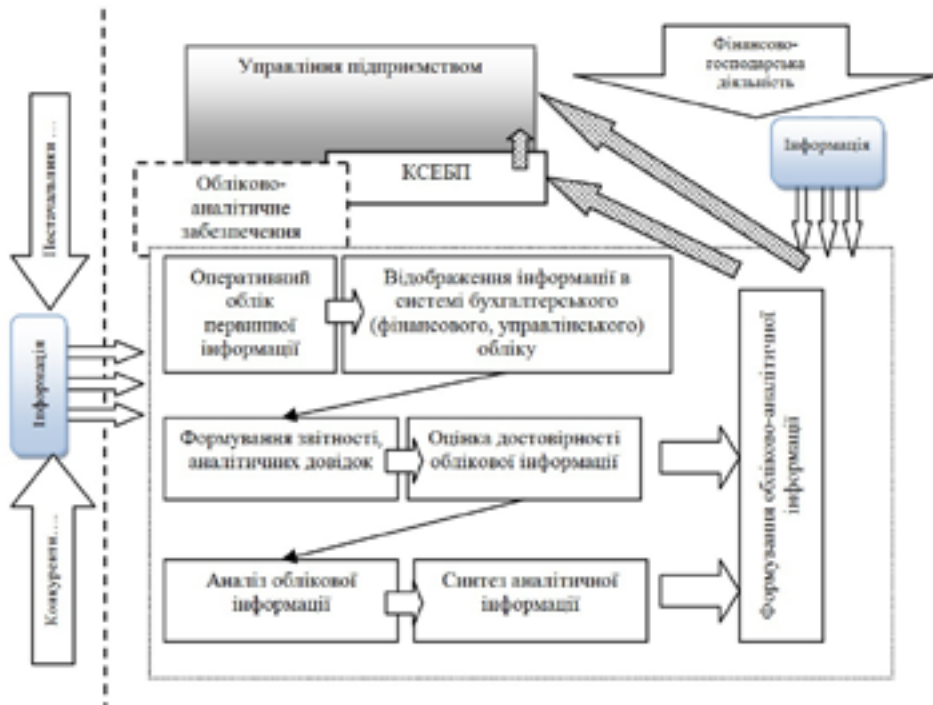 Управління підприємством
Фінансово-
господарська
діяльність
Інформація
КСЕБП
Обліково-
аналітичне
забезпечення
Постачальники ...
Інформація
Конкуренти....
Оперативний
облік
первинної
інформації
Відображення інформації в
системі бухгалтерського
(фінансового, управлінського)
обліку
Формування звітності,
аналітичних довідок
Оцінка достовірності
облікової інформації
Аналіз облікової
інформації
Синтез аналітичної
інформації
Формування обліково-аналітичної
інформації